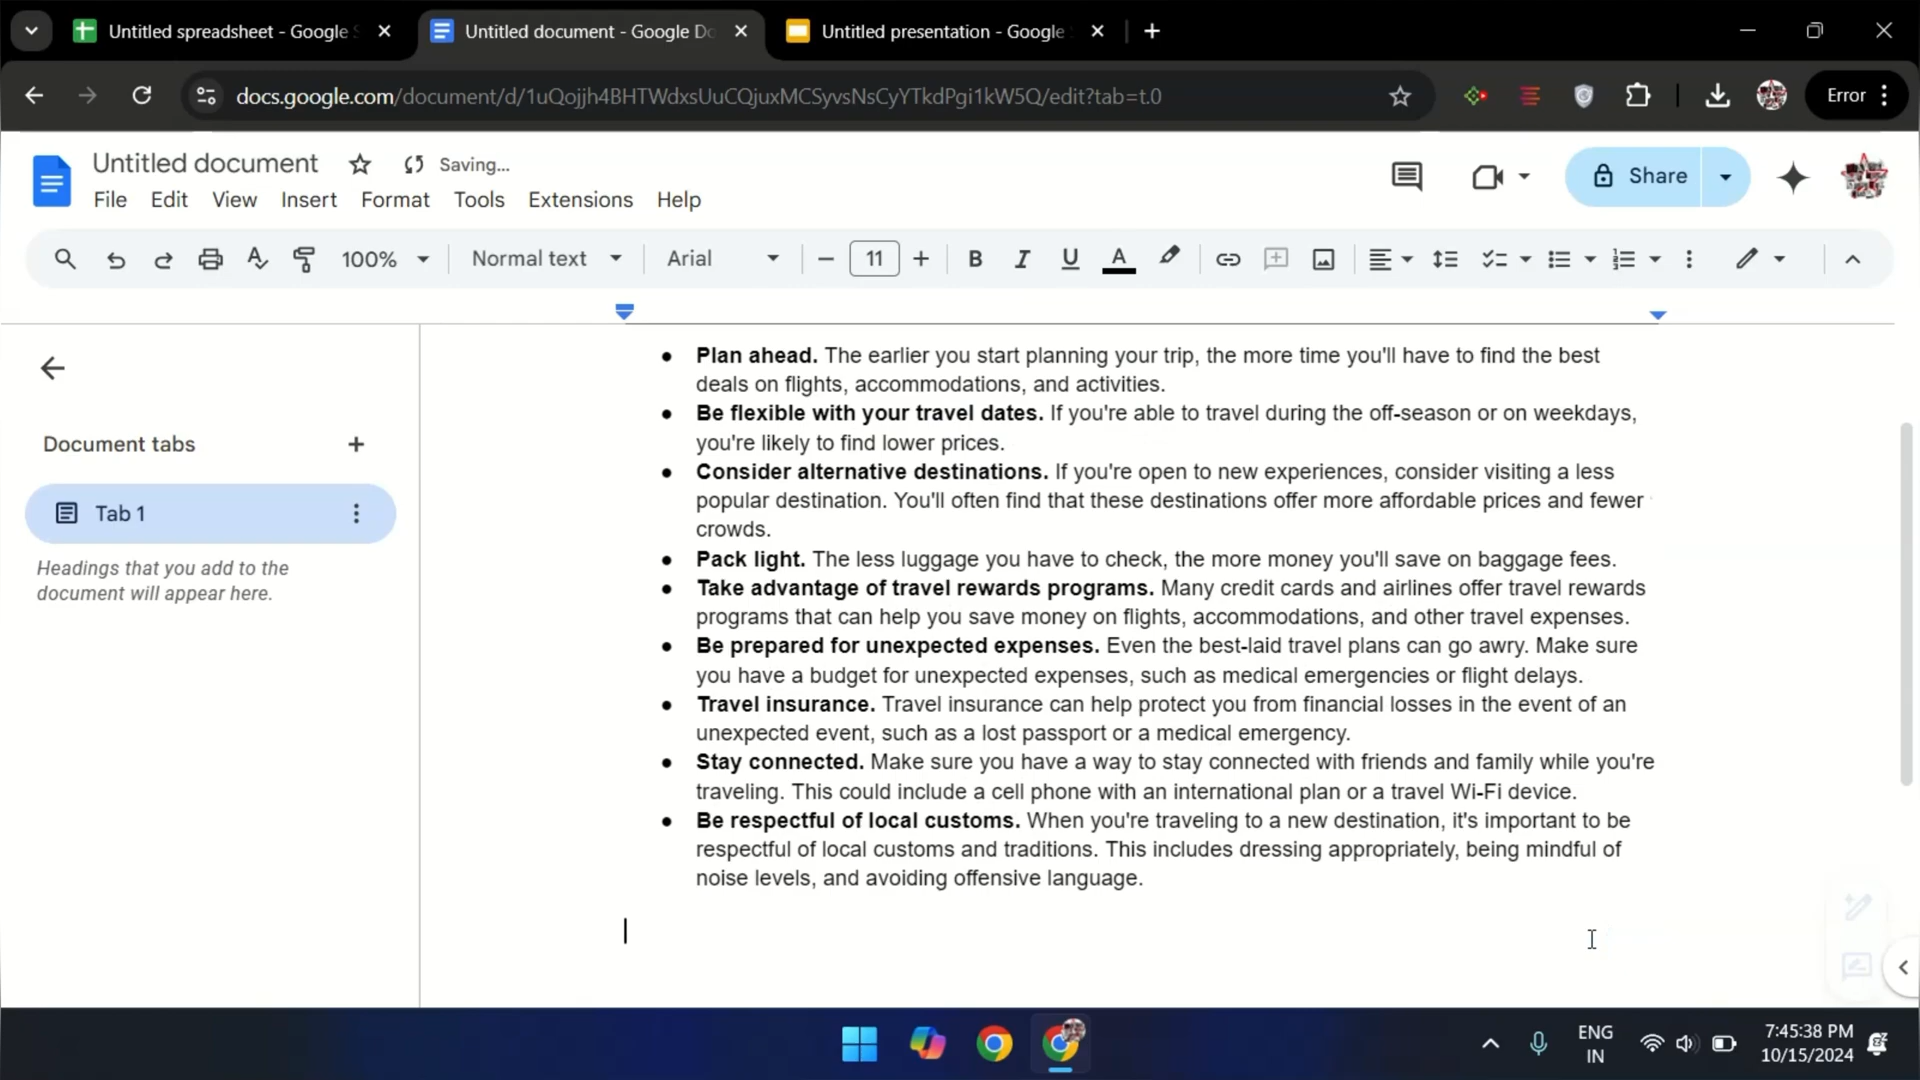 Untitled spreadsheet - Google S
Untitled document - Google Do
Untitled presentation - Google S
docs.google.com/document/d/1uQojjh4BHTWdxsUuCQjuxMCSyvsNsCyYTkdPgi1kW5Q/edit?tab=t.0
Error
Untitled document
Saving...
File Edit View Insert Format Tools Extensions Help
Share
100%
Normal text
Arial
11
B I U A
Document tabs
Tab 1
Headings that you add to the
document will appear here.
● Plan ahead. The earlier you start planning your trip, the more time you'll have to find the best
deals on flights, accommodations, and activities.
● Be flexible with your travel dates. If you're able to travel during the off-season or on weekdays,
you're likely to find lower prices.
● Consider alternative destinations. If you're open to new experiences, consider visiting a less
popular destination. You'll often find that these destinations offer more affordable prices and fewer
crowds.
● Pack light. The less luggage you have to check, the more money you'll save on baggage fees.
● Take advantage of travel rewards programs. Many credit cards and airlines offer travel rewards
programs that can help you save money on flights, accommodations, and other travel expenses.
● Be prepared for unexpected expenses. Even the best-laid travel plans can go awry. Make sure
you have a budget for unexpected expenses, such as medical emergencies or flight delays.
● Travel insurance. Travel insurance can help protect you from financial losses in the event of an
unexpected event, such as a lost passport or a medical emergency.
● Stay connected. Make sure you have a way to stay connected with friends and family while you're
traveling. This could include a cell phone with an international plan or a travel Wi-Fi device.
● Be respectful of local customs. When you're traveling to a new destination, it's important to be
respectful of local customs and traditions. This includes dressing appropriately, being mindful of
noise levels, and avoiding offensive language.
ENG
IN
7:45:38 PM
10/15/2024